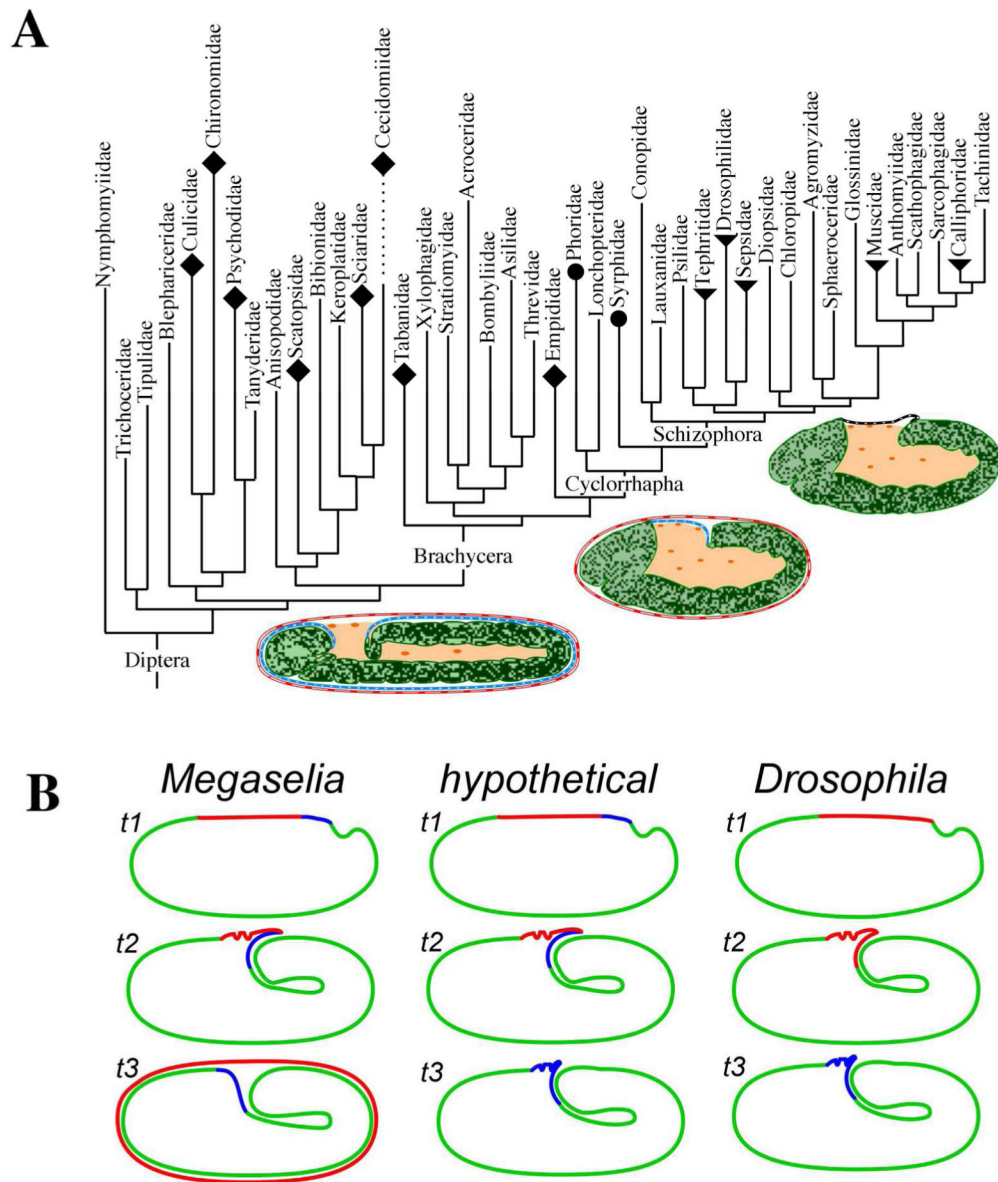 A
Nymphomyiidae
Trichoceridae
Tipulidae
Blephariceridae
Culicidae
Chironomidae
Psychodidae
Tanyderidae
Anisopodidae
Scatopsidae
Bibionidae
Keroplatidae
Sciaridae
Cecidomiidae
Tabanidae
Xylophagidae
Stratiomyidae
Acroceridae
Bombyliidae
Asilidae
Threvidae
Empididae
Phoridae
Lonchopteridae
Syrphidae
Conopidae
Lauxanidae
Psilidae
Tephritidae
Drosophilidae
Sepsidae
Diopsidae
Chloropidae
Agromyzidae
Sphaeroceridae
Glossinidae
Muscidae
Anthomyiidae
Scathophagidae
Sarcophagidae
Calliphoridae
Tachinidae
Schizophora
Cyclorrhapha
Brachycera
Diptera
B
Megaselia hypothetical Drosophila
t1 t1 t1
t2 t2 t2
t3 t3 t3